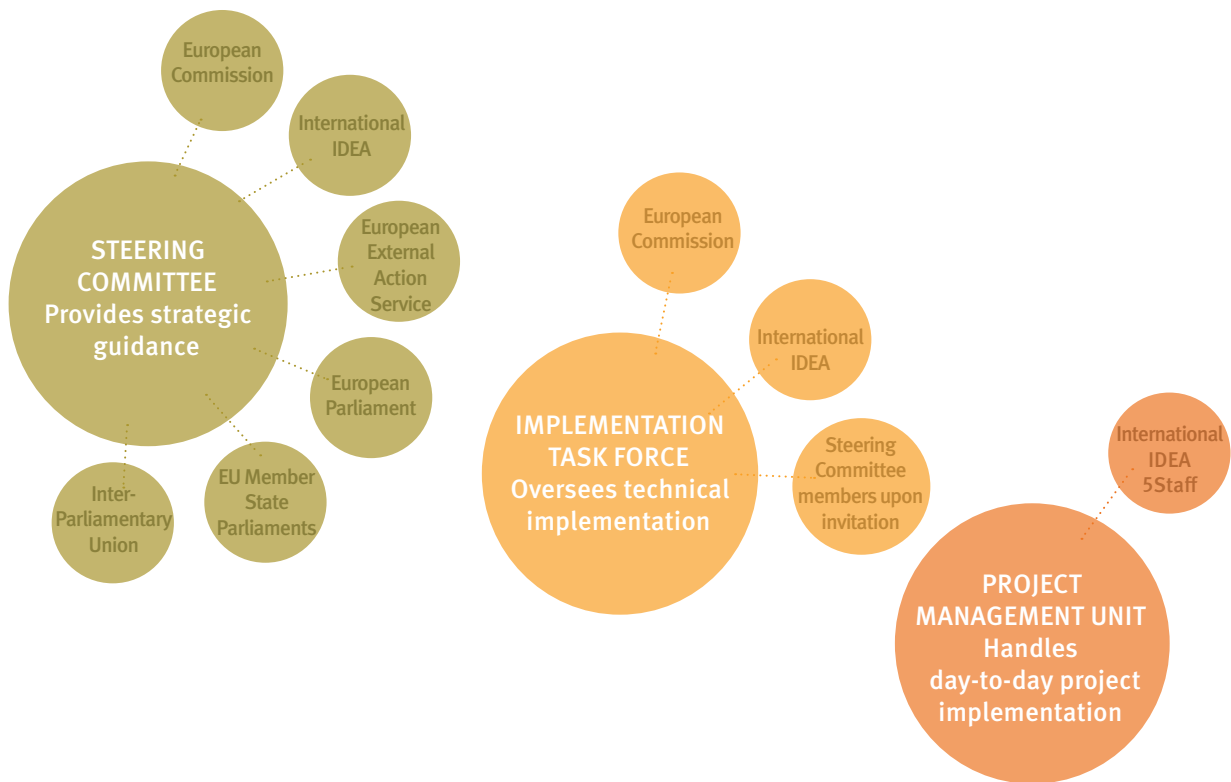 European
Commission
International
IDEA
European
External
Action
Service
European
Parliament
EU Member
State
Parliaments
Inter-
Parliamentary
Union
STEERING
COMMITTEE
Provides strategic
guidance
European
Commission
International
IDEA
Steering
Committee
members upon
invitation
IMPLEMENTATION
TASK FORCE
Oversees technical
implementation
International
IDEA
5Staff
PROJECT
MANAGEMENT UNIT
Handles
day-to-day project
implementation